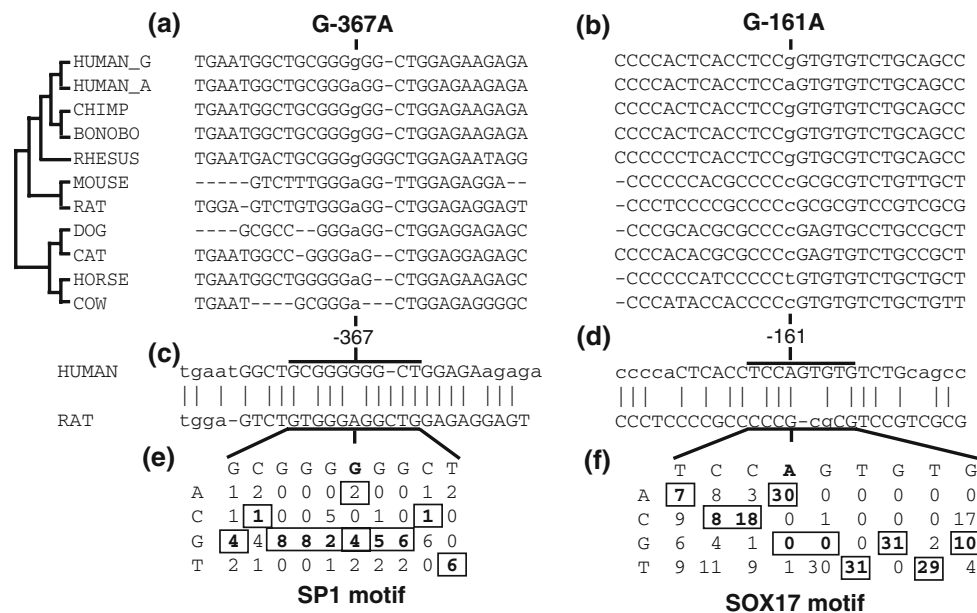 (a) G-367A
HUMAN_G TGAATGGCTGCGGGgGG-CTGGAGAAGAGA
HUMAN_A TGAATGGCTGCGGGaGG-CTGGAGAAGAGA
CHIMP TGAATGGCTGCGGGgGG-CTGGAGAAGAGA
BONOBO TGAATGGCTGCGGGgGG-CTGGAGAAGAGA
RHESUS TGAATGACTGCGGGgGGGCTGGAGAATAGG
MOUSE -----GTCTTTGGGaGG-TTGGAGAGGA--
RAT TGGA-GTCTGTGGGaGG-CTGGAGAGGAGT
DOG ----GCGCC--GGGaGG-CTGGAGGAGAGC
CAT TGAATGGCC-GGGGaGG-CTGGAGGAGAGC
HORSE TGAATGGCTGGGGGaGG-CTGGAGAAGAGC
COW TGAAT----GCGGGa---CTGGAGAGGGGC
(b) G-161A
CCCCACTCACCTCCgGTGTGTCTGCAGCC
CCCCACTCACCTCCaGTGTGTCTGCAGCC
CCCCACTCACCTCCgGTGTGTCTGCAGCC
CCCCACTCACCTCCgGTGTGTCTGCAGCC
CCCCCCTCACCTCCgGTGCGTCTGCAGCC
-CCCCCCACGCCCCcGCGCGTCTGTTGCT
-CCCTCCCCGCCCCcGCGCGTCCGTCGCG
-CCCGCACGCGCCCcGAGTGCCTGCCGCT
CCCCACACGCGCCCcGAGTGTCTGCCGCT
-CCCCCCATCCCCCtGTGTGTCTGCTGCT
-CCCATACCACCCCcGTGTGTCTGCTGTT
(c) -367
HUMAN tgaatGGCTGCGGGGGG-CTGGAGAagaga
RAT tgga-GTCTGTGGGAGGCTGGAGAGGAGT
(d) -161
ccccaCTCACCTCCAGTGTGTCTGcagcc
CCCTCCCCGCCCCCG-cgCGTCCGTCGCG
(e)
G C G G G G G G C T
A 1 2 0 0 0 2 0 0 1 2
C 1 1 0 0 5 0 1 0 1 0
G 4 4 8 8 2 4 5 6 6 0
T 2 1 0 0 1 2 2 2 0 6
SP1 motif
(f)
T C C A G T G T G
A 7 8 3 30 0 0 0 0 0
C 9 8 18 0 1 0 0 0 17
G 6 4 1 0 0 0 31 2 10
T 9 11 9 1 30 31 0 29 4
SOX17 motif